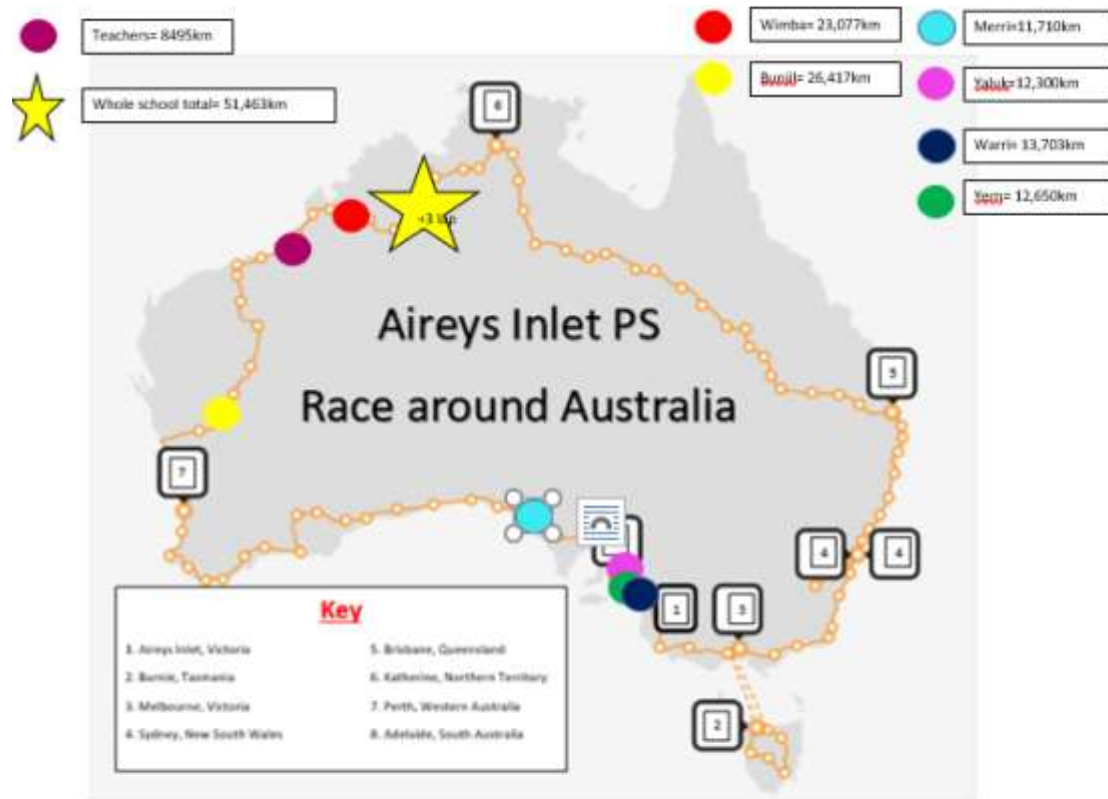 Teachers= 8495km
Whole school total= 51,463km
Wimba= 23,077km
Bunjil= 26,417km
Merri=11,710km
Yaluk=12,300km
Warri= 13,703km
Yern= 12,650km
6
+3 lap
Aireys Inlet PS
Race around Australia
5
7
4
4
1
3
2
Key
1. Aireys Inlet, Victoria
2. Burnie, Tasmania
3. Melbourne, Victoria
4. Sydney, New South Wales
5. Brisbane, Queensland
6. Katherine, Northern Territory
7. Perth, Western Australia
8. Adelaide, South Australia